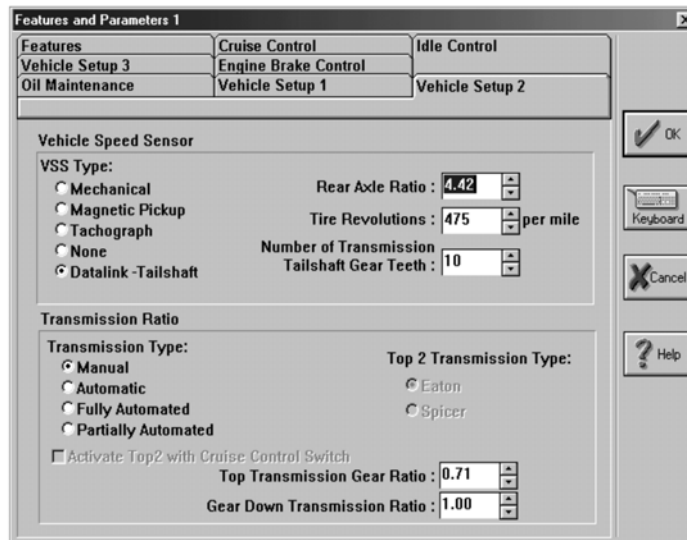 Features and Parameters 1
Features Cruise Control Idle Control
Vehicle Setup 3 Engine Brake Control
Oil Maintenance Vehicle Setup 1 Vehicle Setup 2
Vehicle Speed Sensor
VSS Type:
Mechanical
Magnetic Pickup
Tachograph
None
Datalink -Tailshaft
Rear Axle Ratio : 4.42
Tire Revolutions : 475 per mile
Number of Transmission
Tailshaft Gear Teeth : 10
Transmission Ratio
Transmission Type:
Manual
Automatic
Fully Automated
Partially Automated
Top 2 Transmission Type:
Eaton
Spicer
Activate Top2 with Cruise Control Switch
Top Transmission Gear Ratio : 0.71
Gear Down Transmission Ratio : 1.00
OK
Keyboard
Cancel
Help